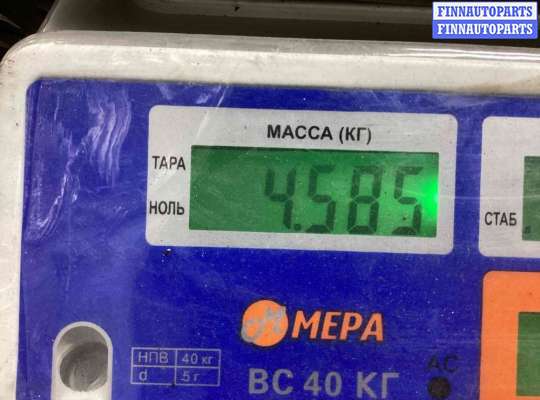 FINNAUTOPARTS
FINNAUTOPARTS
МАССА (КГ)
ТАРА
НОЛЬ
4.585
СТАБ
МЕРА
НПВ 40 кг
d 5 г
ВС 40 КГ
АС